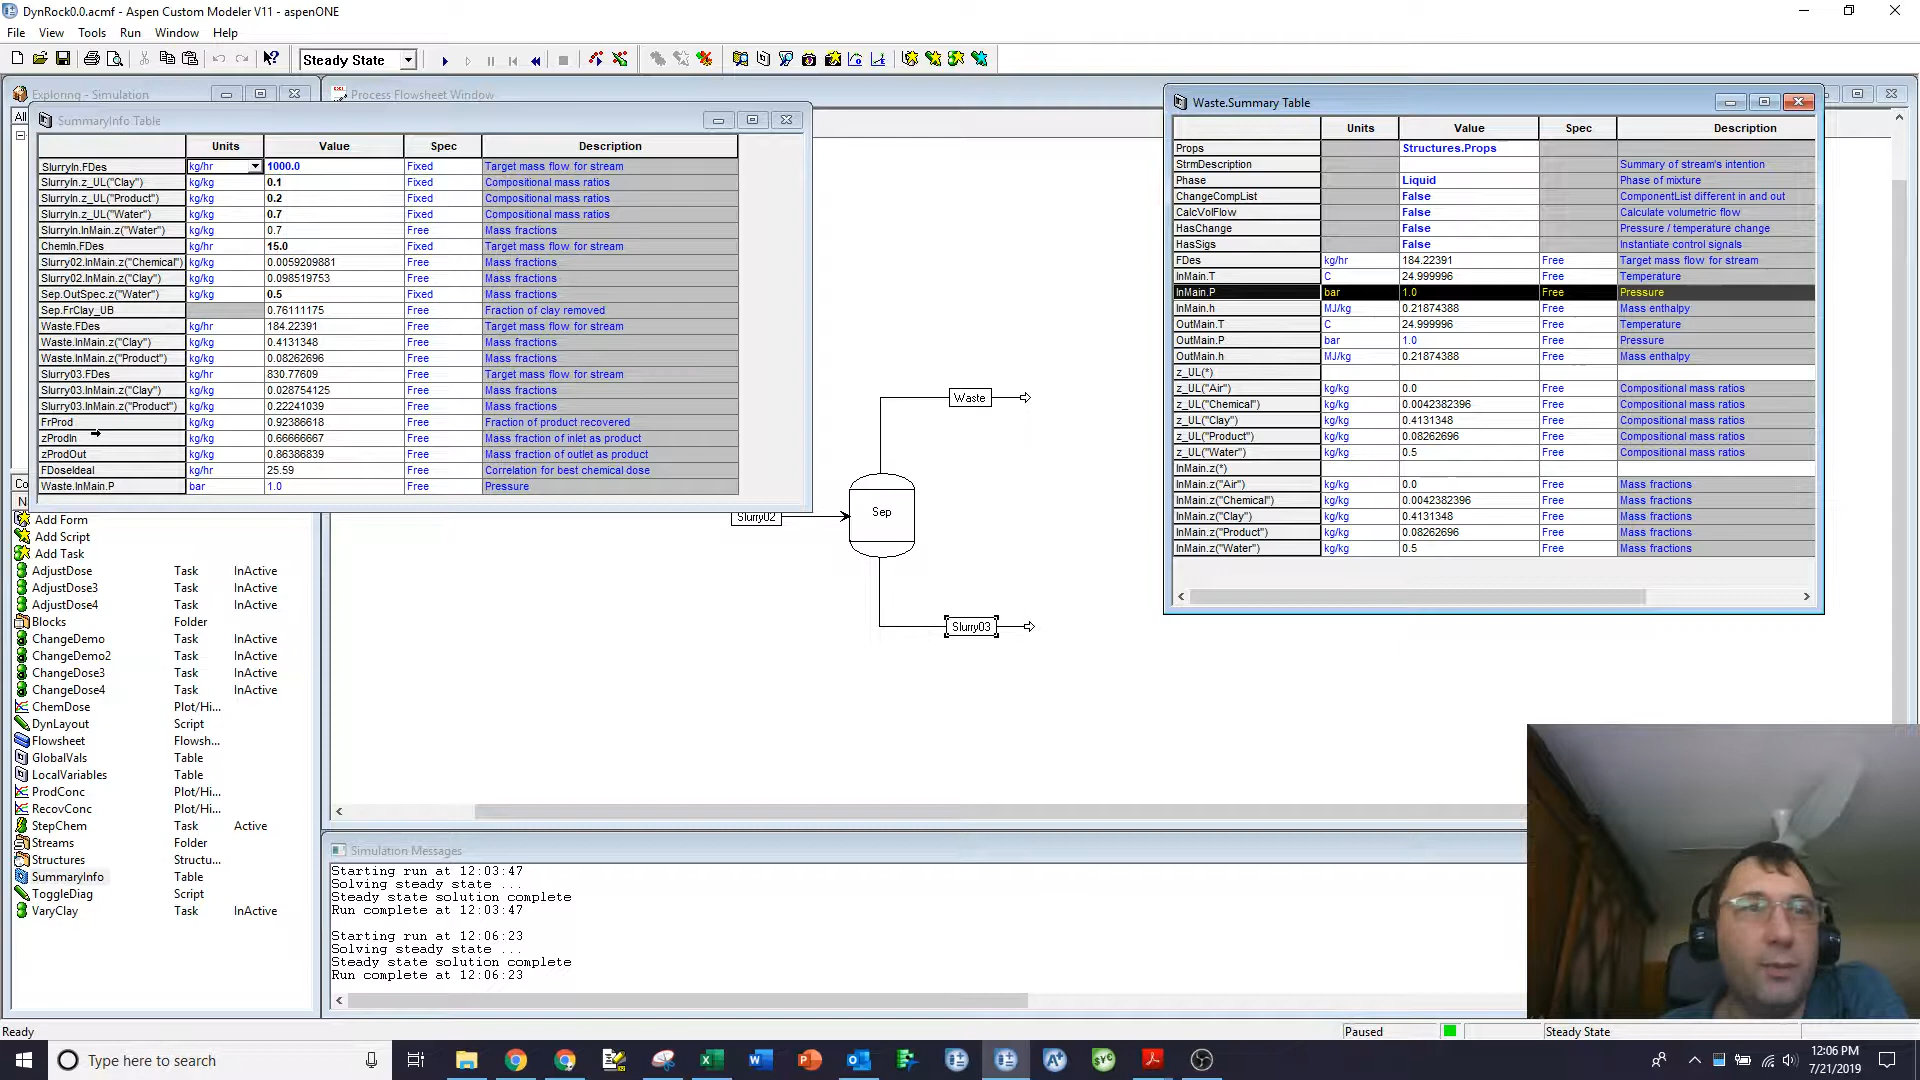 DynRock0.0.acmf - Aspen Custom Modeler V11 - aspenONE
File View Tools Run Window Help
Steady State
Exploring - Simulation
Process Flowsheet Window
All
SummaryInfo Table
Units Value Spec Description
SlurryIn.FDes kg/hr 1000.0 Fixed Target mass flow for stream
SlurryIn.z_UL("Clay") kg/kg 0.1 Fixed Compositional mass ratios
SlurryIn.z_UL("Product") kg/kg 0.2 Fixed Compositional mass ratios
SlurryIn.z_UL("Water") kg/kg 0.7 Fixed Compositional mass ratios
SlurryIn.InMain.z("Water") kg/kg 0.7 Free Mass fractions
ChemIn.FDes kg/hr 15.0 Fixed Target mass flow for stream
Slurry02.InMain.z("Chemical") kg/kg 0.0059209881 Free Mass fractions
Slurry02.InMain.z("Clay") kg/kg 0.098519753 Free Mass fractions
Sep.OutSpec.z("Water") kg/kg 0.5 Fixed Mass fractions
Sep.FrClay_UB 0.76111175 Free Fraction of clay removed
Waste.FDes kg/hr 184.22391 Free Target mass flow for stream
Waste.InMain.z("Clay") kg/kg 0.4131348 Free Mass fractions
Waste.InMain.z("Product") kg/kg 0.08262696 Free Mass fractions
Slurry03.FDes kg/hr 830.77609 Free Target mass flow for stream
Slurry03.InMain.z("Clay") kg/kg 0.028754125 Free Mass fractions
Slurry03.InMain.z("Product") kg/kg 0.22241039 Free Mass fractions
FrProd kg/kg 0.92386618 Free Fraction of product recovered
zProdIn kg/kg 0.66666667 Free Mass fraction of inlet as product
zProdOut kg/kg 0.86386839 Free Mass fraction of outlet as product
FDoseIdeal kg/hr 25.59 Free Correlation for best chemical dose
Waste.InMain.P bar 1.0 Free Pressure
Waste.Summary Table
Units Value Spec Description
Props Structures.Props
StrmDescription Summary of stream's intention
Phase Liquid Phase of mixture
ChangeCompList False ComponentList different in and out
CalcVolFlow False Calculate volumetric flow
HasChange False Pressure / temperature change
HasSigs False Instantiate control signals
FDes kg/hr 184.22391 Free Target mass flow for stream
InMain.T C 24.999996 Free Temperature
InMain.P bar 1.0 Free Pressure
InMain.h MJ/kg 0.21874388 Free Mass enthalpy
OutMain.T C 24.999996 Free Temperature
OutMain.P bar 1.0 Free Pressure
OutMain.h MJ/kg 0.21874388 Free Mass enthalpy
z_UL(*)
z_UL("Air") kg/kg 0.0 Free Compositional mass ratios
z_UL("Chemical") kg/kg 0.0042382396 Free Compositional mass ratios
z_UL("Clay") kg/kg 0.4131348 Free Compositional mass ratios
z_UL("Product") kg/kg 0.08262696 Free Compositional mass ratios
z_UL("Water") kg/kg 0.5 Free Compositional mass ratios
InMain.z(*)
InMain.z("Air") kg/kg 0.0 Free Mass fractions
InMain.z("Chemical") kg/kg 0.0042382396 Free Mass fractions
InMain.z("Clay") kg/kg 0.4131348 Free Mass fractions
InMain.z("Product") kg/kg 0.08262696 Free Mass fractions
InMain.z("Water") kg/kg 0.5 Free Mass fractions
Waste
Slurry02
Sep
Slurry03
Co
N
Add Form
Add Script
Add Task
AdjustDose Task InActive
AdjustDose3 Task InActive
AdjustDose4 Task InActive
Blocks Folder
ChangeDemo Task InActive
ChangeDemo2 Task InActive
ChangeDose3 Task InActive
ChangeDose4 Task InActive
ChemDose Plot/Hi...
DynLayout Script
Flowsheet Flowsh...
GlobalVals Table
LocalVariables Table
ProdConc Plot/Hi...
RecovConc Plot/Hi...
StepChem Task Active
Streams Folder
Structures Structu...
SummaryInfo Table
ToggleDiag Script
VaryClay Task InActive
Simulation Messages
Starting run at 12:03:47
Solving steady state ...
Steady state solution complete
Run complete at 12:03:47
Starting run at 12:06:23
Solving steady state ...
Steady state solution complete
Run complete at 12:06:23
Ready Paused Steady State
Type here to search
12:06 PM
7/21/2019